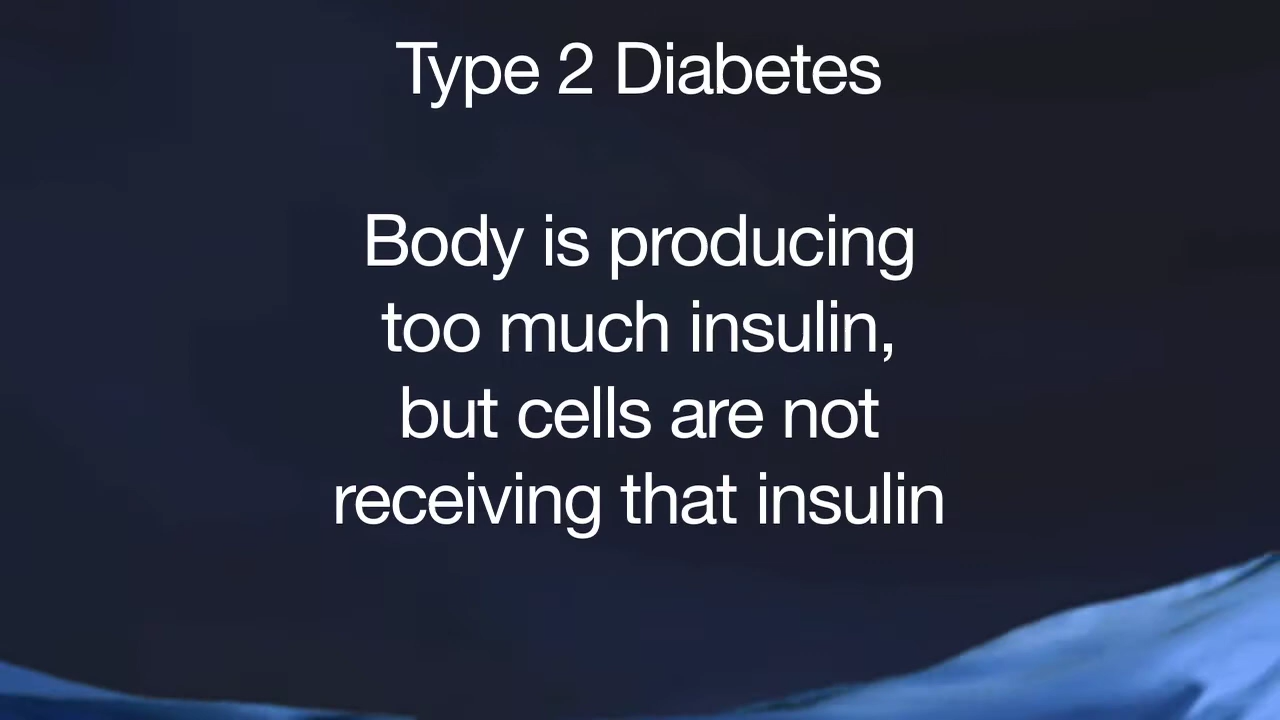 Type 2 Diabetes
Body is producing
too much insulin,
but cells are not
receiving that insulin